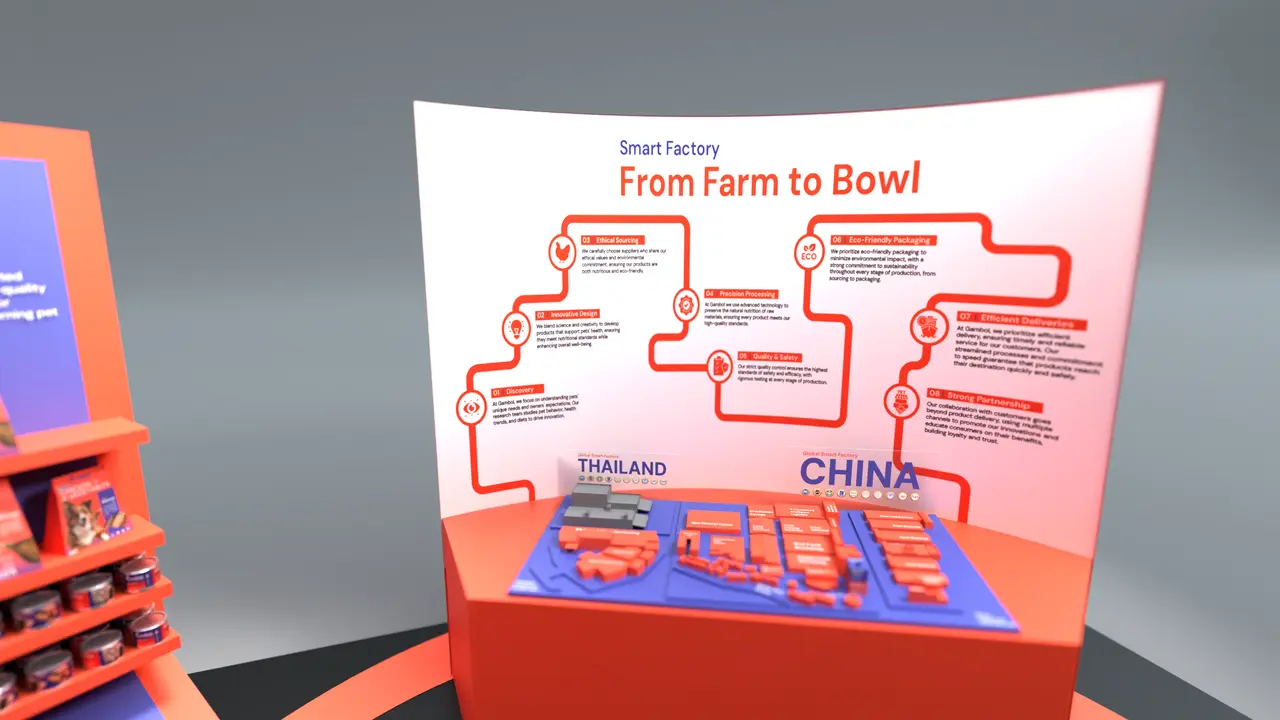 Smart Factory
From Farm to Bowl
01 Discovery
At Gambol, we focus on understanding pets'
unique needs and owners' expectations. Our
research team studies pet behavior, health
trends, and diets to drive innovation.
02 Innovative Design
We blend science and creativity to develop
products that support pets' health, ensuring
they meet nutritional standards while
enhancing overall well-being.
03 Ethical Sourcing
We carefully choose suppliers who share our
ethical values and environmental
commitment, ensuring our products are
both nutritious and eco-friendly.
04 Precision Processing
At Gambol we use advanced technology to
preserve the natural nutrition of raw
materials, ensuring every product meets our
high-quality standards.
05 Quality & Safety
Our strict quality control ensures the highest
standards of safety and efficacy, with
rigorous testing at every stage of production.
ECO
06 Eco-Friendly Packaging
We prioritize eco-friendly packaging to
minimize environmental impact, with a
strong commitment to sustainability
throughout every stage of production, from
sourcing to packaging.
07 Efficient Deliveries
At Gambol, we prioritize efficient
delivery, ensuring timely and reliable
service for our customers. Our
streamlined processes and commitment
to speed guarantee that products reach
their destination quickly and safely.
08 Strong Partnership
Our collaboration with customers goes
beyond product delivery, using multiple
channels to promote our innovations and
educate consumers on their benefits,
building loyalty and trust.
Global Smart Factory
THAILAND
Global Smart Factory
CHINA